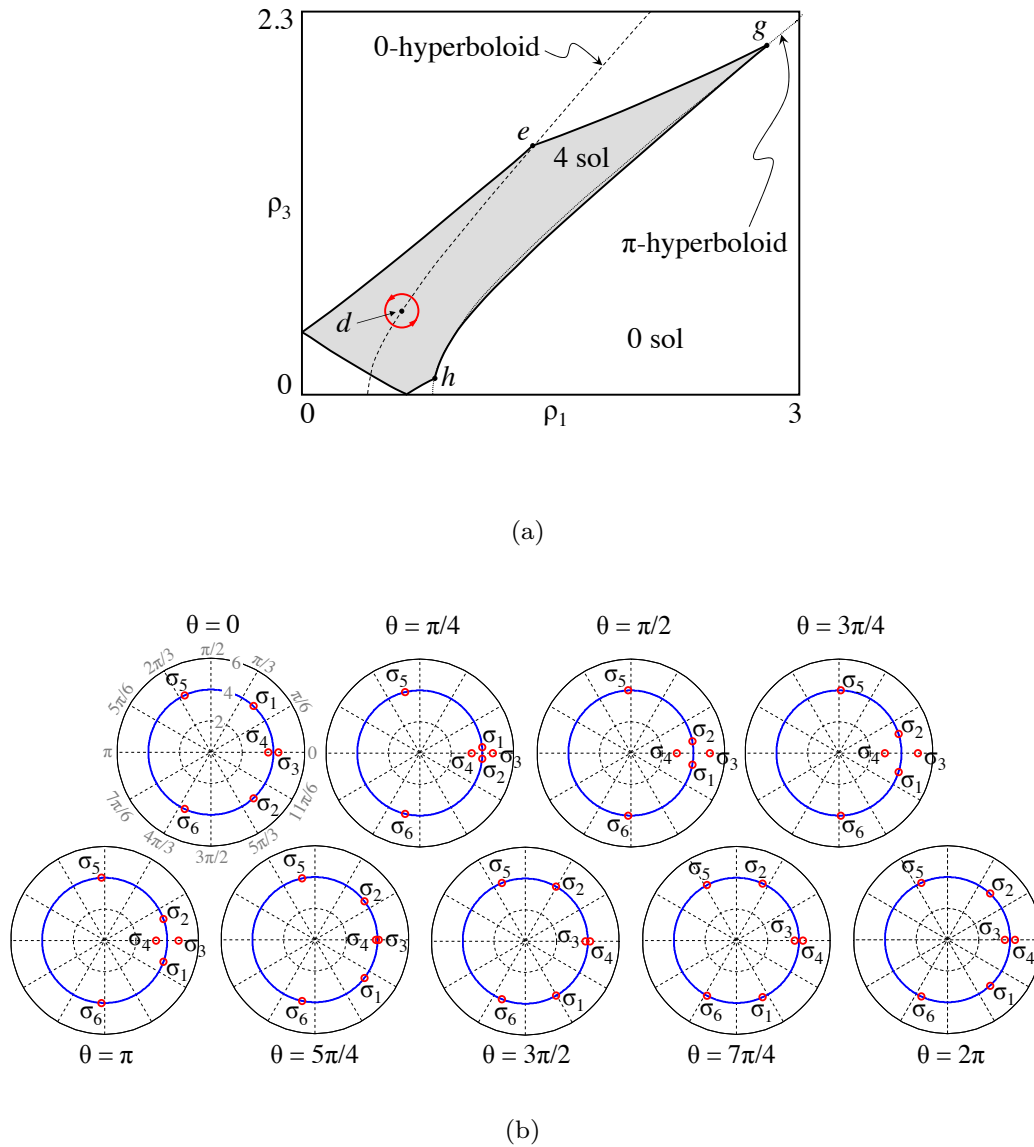 2.3
g
0-hyperboloid
e
4 sol
ρ3
π-hyperboloid
d
0 sol
h
0
0
ρ1
3
(a)
θ = 0
θ = π/4
θ = π/2
θ = 3π/4
π/2
2π/3
6
π/3
5π/6
σ5
4
σ1
π/6
2
π
σ4
σ3
0
7π/6
σ6
σ2
11π/6
4π/3
3π/2
5π/3
σ5
σ1
σ4
σ3
σ2
σ6
σ5
σ2
σ4
σ3
σ1
σ6
σ5
σ2
σ4
σ3
σ1
σ6
σ5
σ2
σ4
σ3
σ1
σ6
σ5
σ2
σ4
σ3
σ1
σ6
σ5
σ2
σ3
σ4
σ1
σ6
σ5
σ2
σ3
σ4
σ6
σ1
σ5
σ2
σ3
σ4
σ1
σ6
θ = π
θ = 5π/4
θ = 3π/2
θ = 7π/4
θ = 2π
(b)